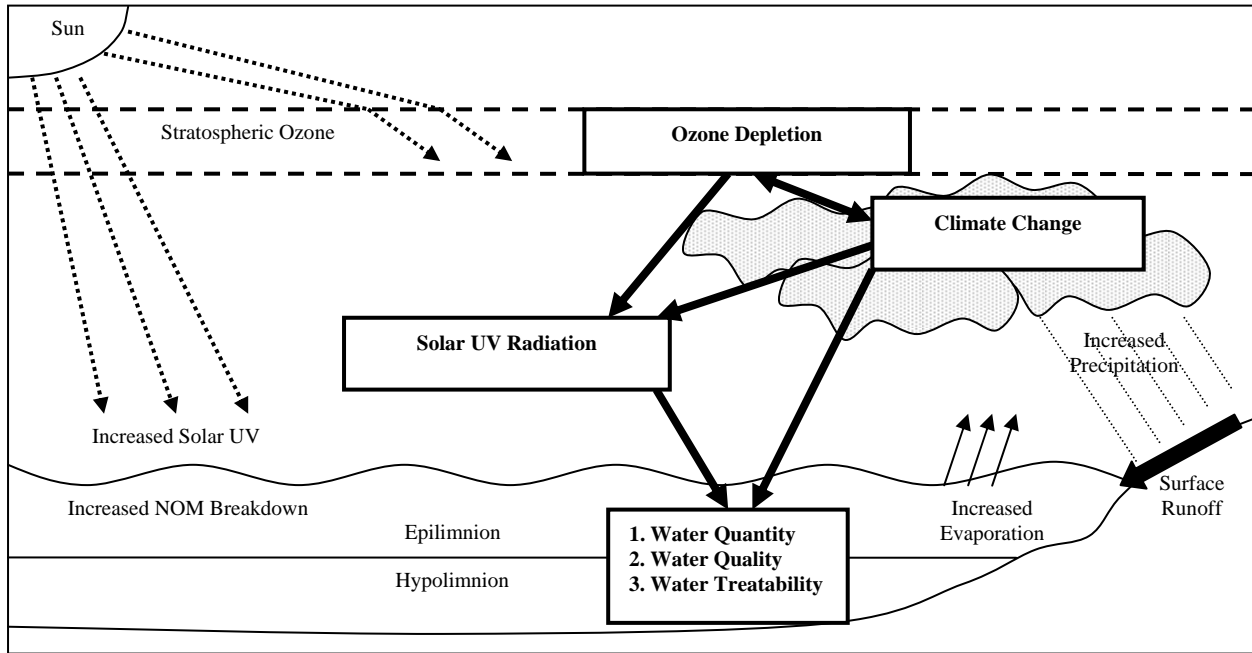 Sun
Stratospheric Ozone
Ozone Depletion
Climate Change
Solar UV Radiation
Increased
Precipitation
Increased Solar UV
Surface
Runoff
Increased NOM Breakdown
Increased
Evaporation
Epilimnion
Hypolimnion
1. Water Quantity
2. Water Quality
3. Water Treatability